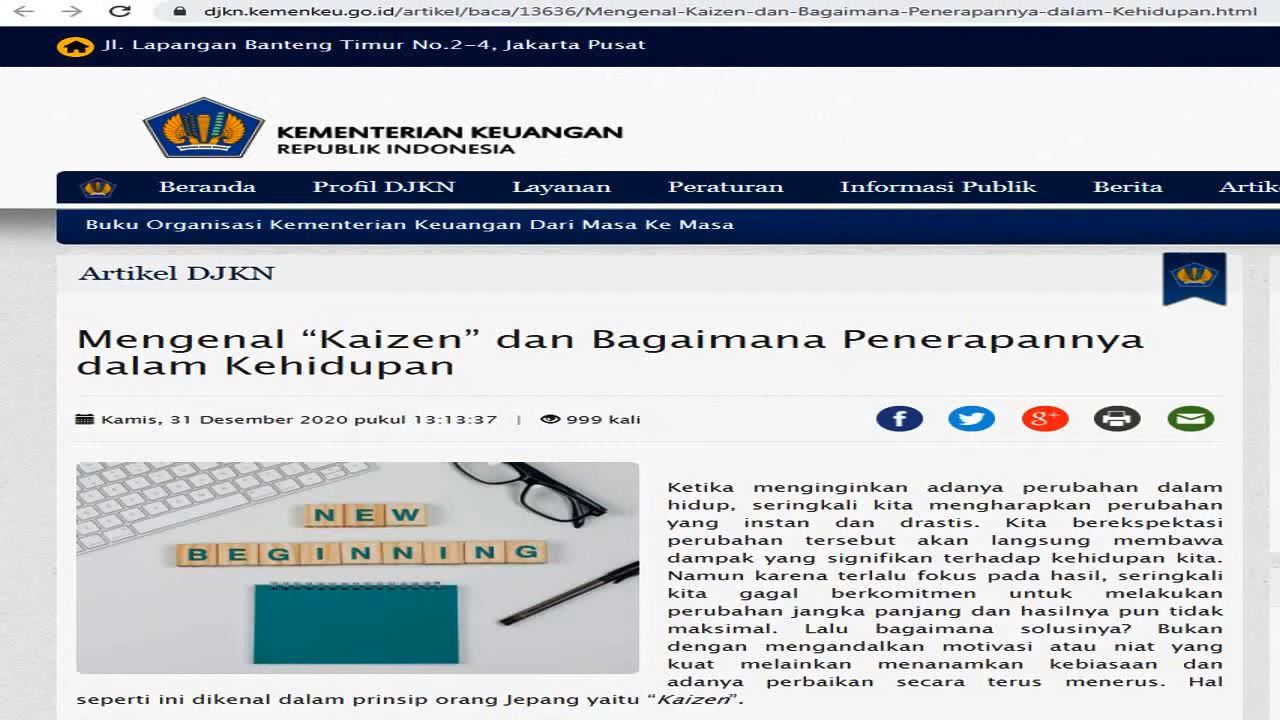 djkn.kemenkeu.go.id/artikel/baca/13636/Mengenal-Kaizen-dan-Bagaimana-Penerapannya-dalam-Kehidupan.html
Jl. Lapangan Banteng Timur No.2-4, Jakarta Pusat
KEMENTERIAN KEUANGAN
REPUBLIK INDONESIA
Beranda Profil DJKN Layanan Peraturan Informasi Publik Berita Artik
Buku Organisasi Kementerian Keuangan Dari Masa Ke Masa
Artikel DJKN
Mengenal “Kaizen” dan Bagaimana Penerapannya
dalam Kehidupan
Kamis, 31 Desember 2020 pukul 13:13:37 | 999 kali
f g+
NEW
BEGINNING
Ketika menginginkan adanya perubahan dalam
hidup, seringkali kita mengharapkan perubahan
yang instan dan drastis. Kita berekspektasi
perubahan tersebut akan langsung membawa
dampak yang signifikan terhadap kehidupan kita.
Namun karena terlalu fokus pada hasil, seringkali
kita gagal berkomitmen untuk melakukan
perubahan jangka panjang dan hasilnya pun tidak
maksimal. Lalu bagaimana solusinya? Bukan
dengan mengandalkan motivasi atau niat yang
kuat melainkan menanamkan kebiasaan dan
adanya perbaikan secara terus menerus. Hal
seperti ini dikenal dalam prinsip orang Jepang yaitu “Kaizen”.